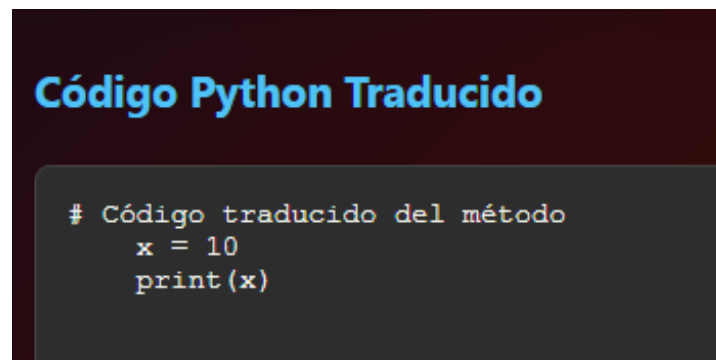 Código Python Traducido
# Código traducido del método
    x = 10
    print(x)